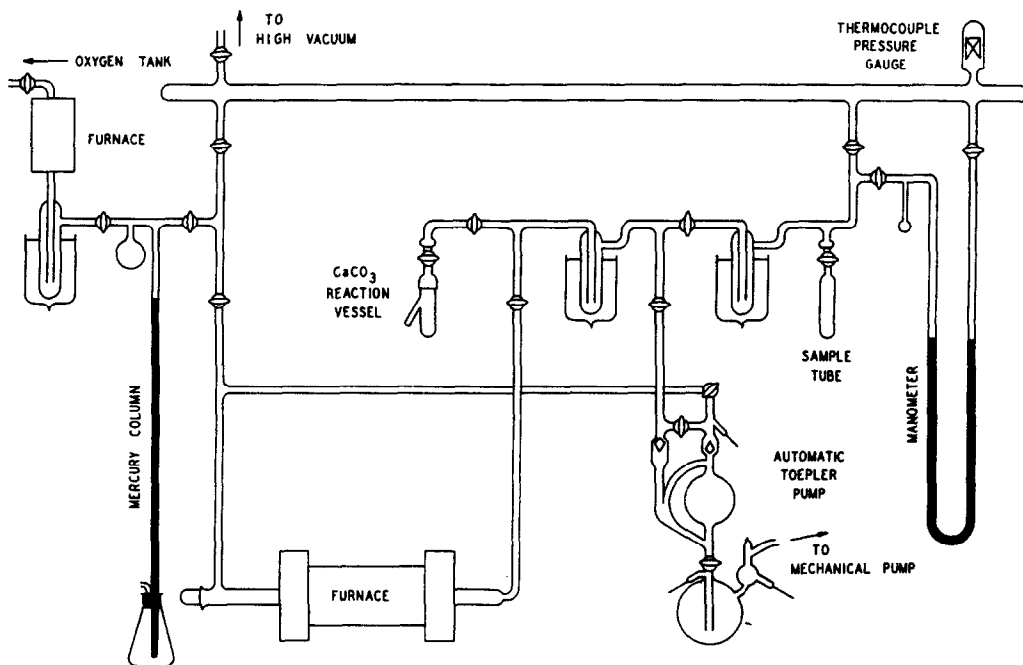 TO
HIGH VACUUM
OXYGEN TANK
FURNACE
THERMOCOUPLE
PRESSURE
GAUGE
CaCO3
REACTION
VESSEL
SAMPLE
TUBE
MERCURY COLUMN
MANOMETER
AUTOMATIC
TOEPLER
PUMP
TO
MECHANICAL PUMP
FURNACE